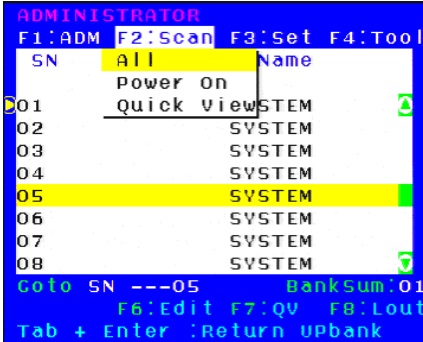 ADMINISTRATOR
F1:ADM F2:Scan F3:Set F4:Tool
SN All Name
Power On
01 Quick View SYSTEM
02 SYSTEM
03 SYSTEM
04 SYSTEM
05 SYSTEM
06 SYSTEM
07 SYSTEM
08 SYSTEM
Goto SN ---05 BankSum:01
F6:Edit F7:QV F8:Lout
Tab + Enter :Return UPbank